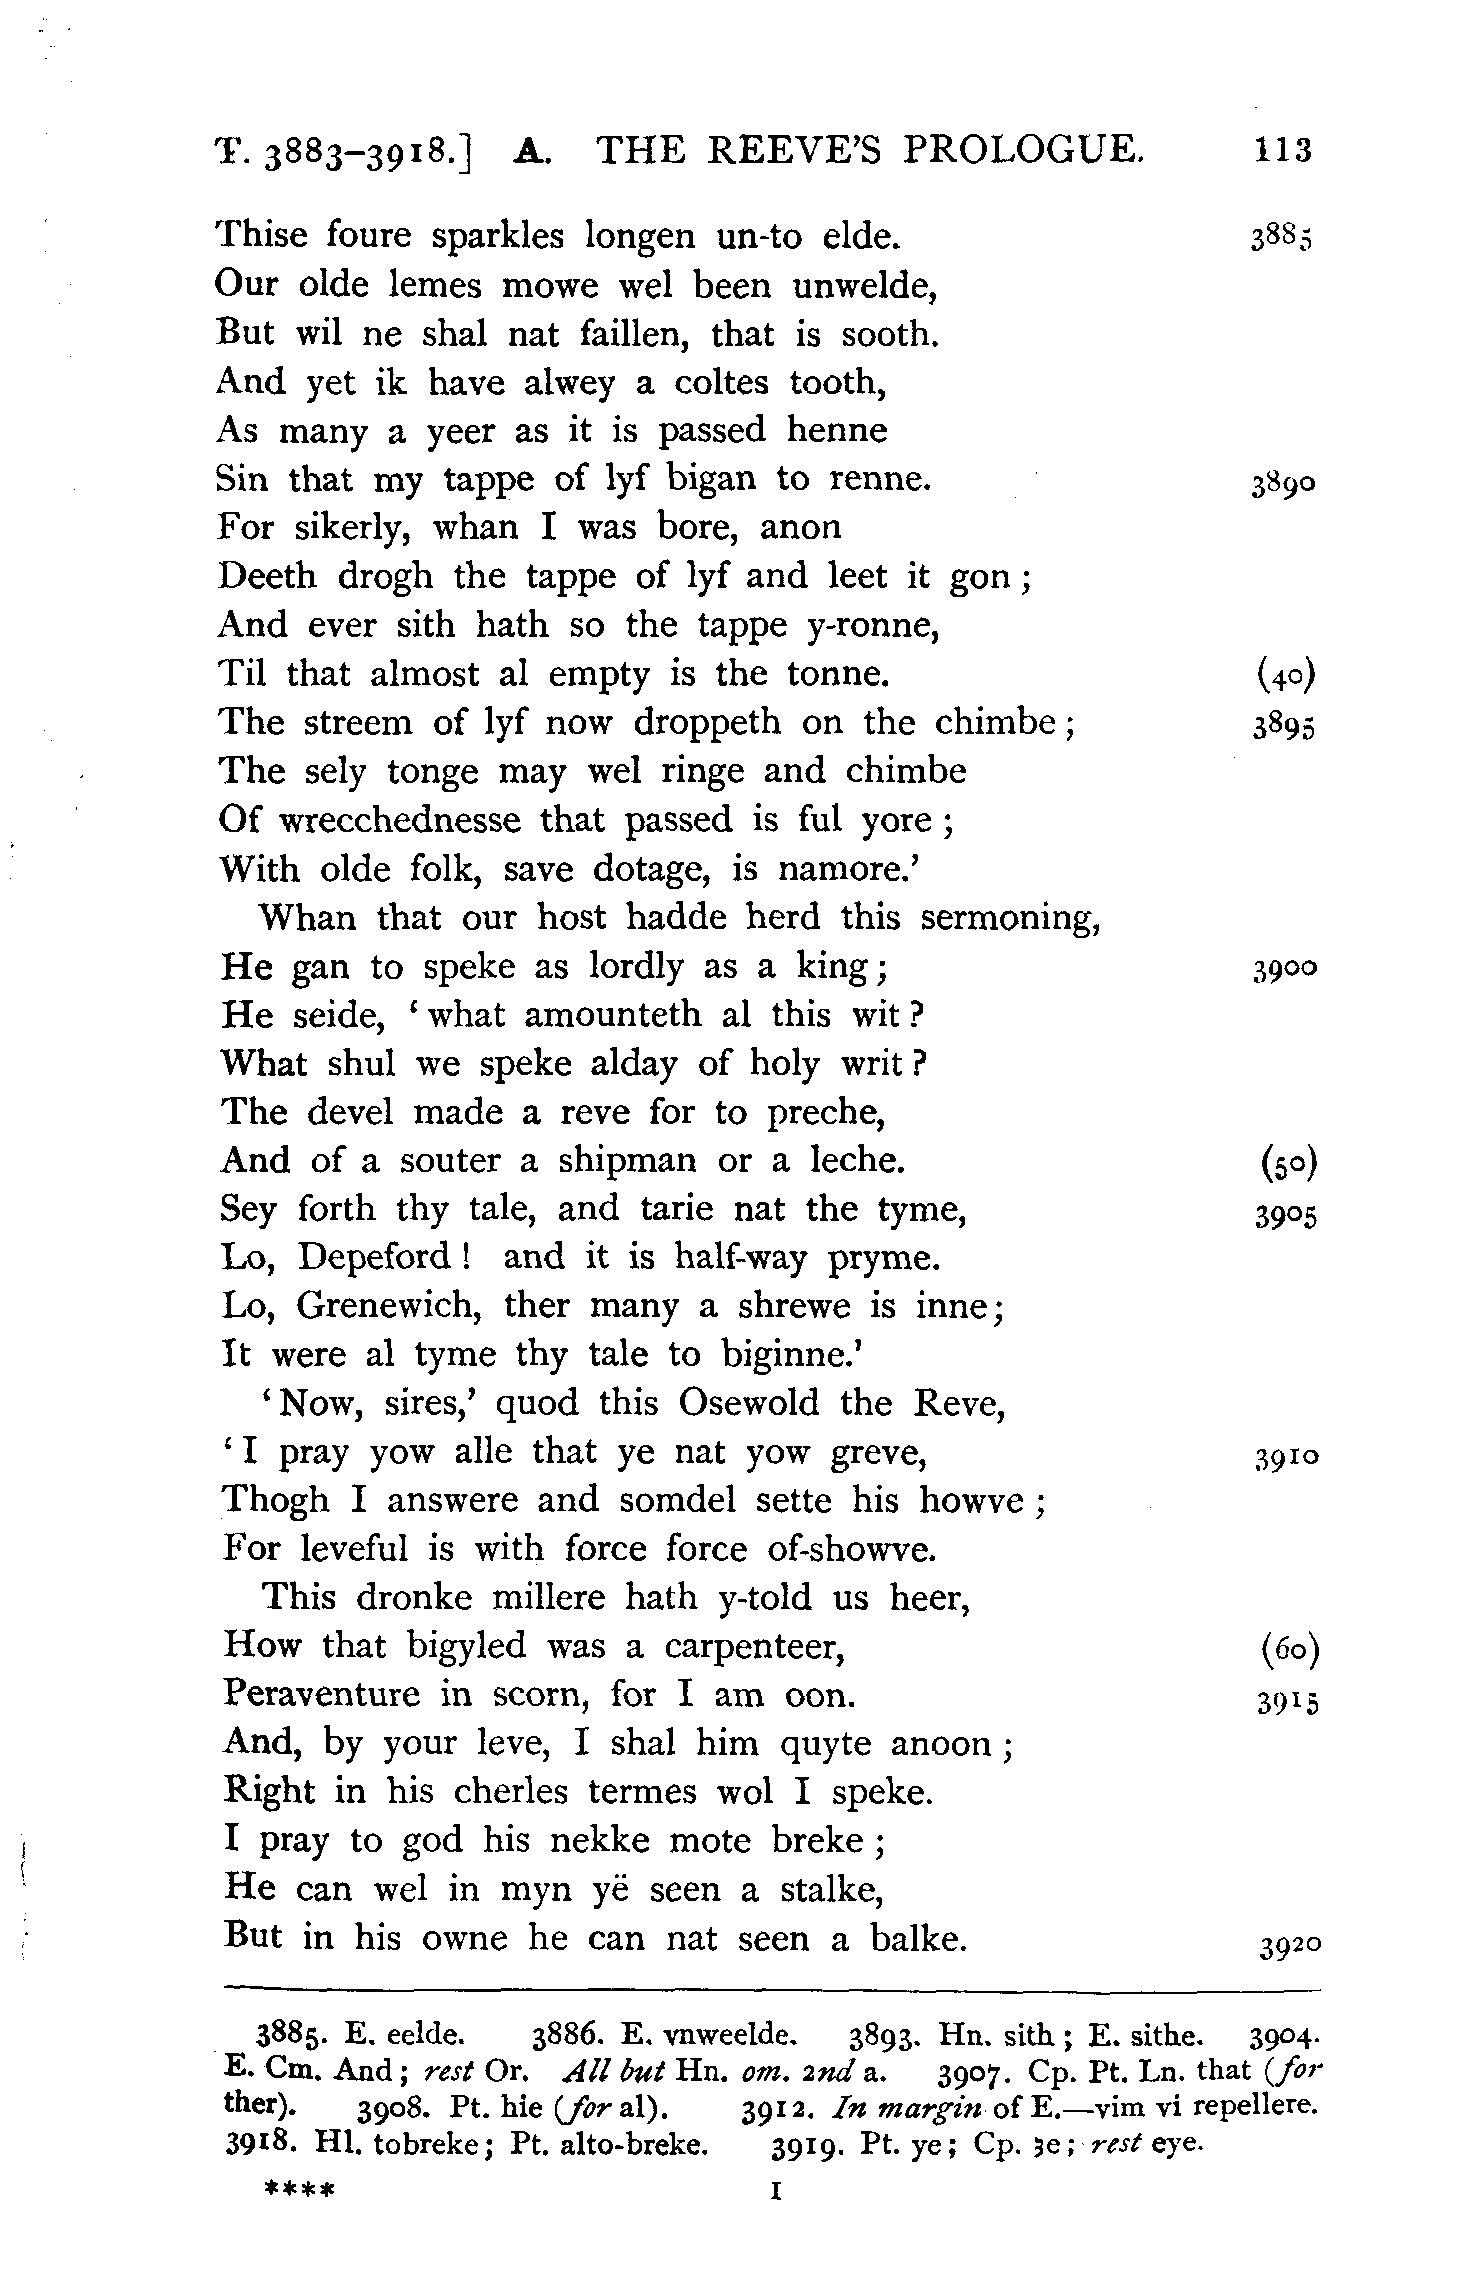 T. 3883–3918.] A. THE REEVE'S PROLOGUE. 113
Thise foure sparkles longen un-to elde. 3885
Our olde lemes mowe wel been unwelde,
But wil ne shal nat faillen, that is sooth.
And yet ik have alwey a coltes tooth,
As many a yeer as it is passed henne
Sin that my tappe of lyf bigan to renne. 3890
For sikerly, whan I was bore, anon
Deeth drogh the tappe of lyf and leet it gon ;
And ever sith hath so the tappe y-ronne,
Til that almost al empty is the tonne. (40)
The streem of lyf now droppeth on the chimbe ; 3895
The sely tonge may wel ringe and chimbe
Of wrecchednesse that passed is ful yore ;
With olde folk, save dotage, is namore.'
Whan that our host hadde herd this sermoning,
He gan to speke as lordly as a king ; 3900
He seide, ‘ what amounteth al this wit ?
What shul we speke alday of holy writ ?
The devel made a reve for to preche,
And of a souter a shipman or a leche. (50)
Sey forth thy tale, and tarie nat the tyme, 3905
Lo, Depeford ! and it is half-way pryme.
Lo, Grenewich, ther many a shrewe is inne;
It were al tyme thy tale to biginne.'
‘ Now, sires,' quod this Osewold the Reve,
‘ I pray yow alle that ye nat yow greve, 3910
Thogh I answere and somdel sette his howve ;
For leveful is with force force of-showve.
This dronke millere hath y-told us heer,
How that bigyled was a carpenteer, (60)
Peraventure in scorn, for I am oon. 3915
And, by your leve, I shal him quyte anoon ;
Right in his cherles termes wol I speke.
I pray to god his nekke mote breke ;
He can wel in myn yë seen a stalke,
But in his owne he can nat seen a balke. 3920
3885. E. eelde. 3886. E. vnweelde. 3893. Hn. sith ; E. sithe. 3904.
E. Cm. And ; rest Or. All but Hn. om. 2nd a. 3907. Cp. Pt. Ln. that (for
ther). 3908. Pt. hie (for al). 3912. In margin of E.—vim vi repellere.
3918. Hl. tobreke ; Pt. alto-breke. 3919. Pt. ye ; Cp. ȝe ; rest eye.
**** I